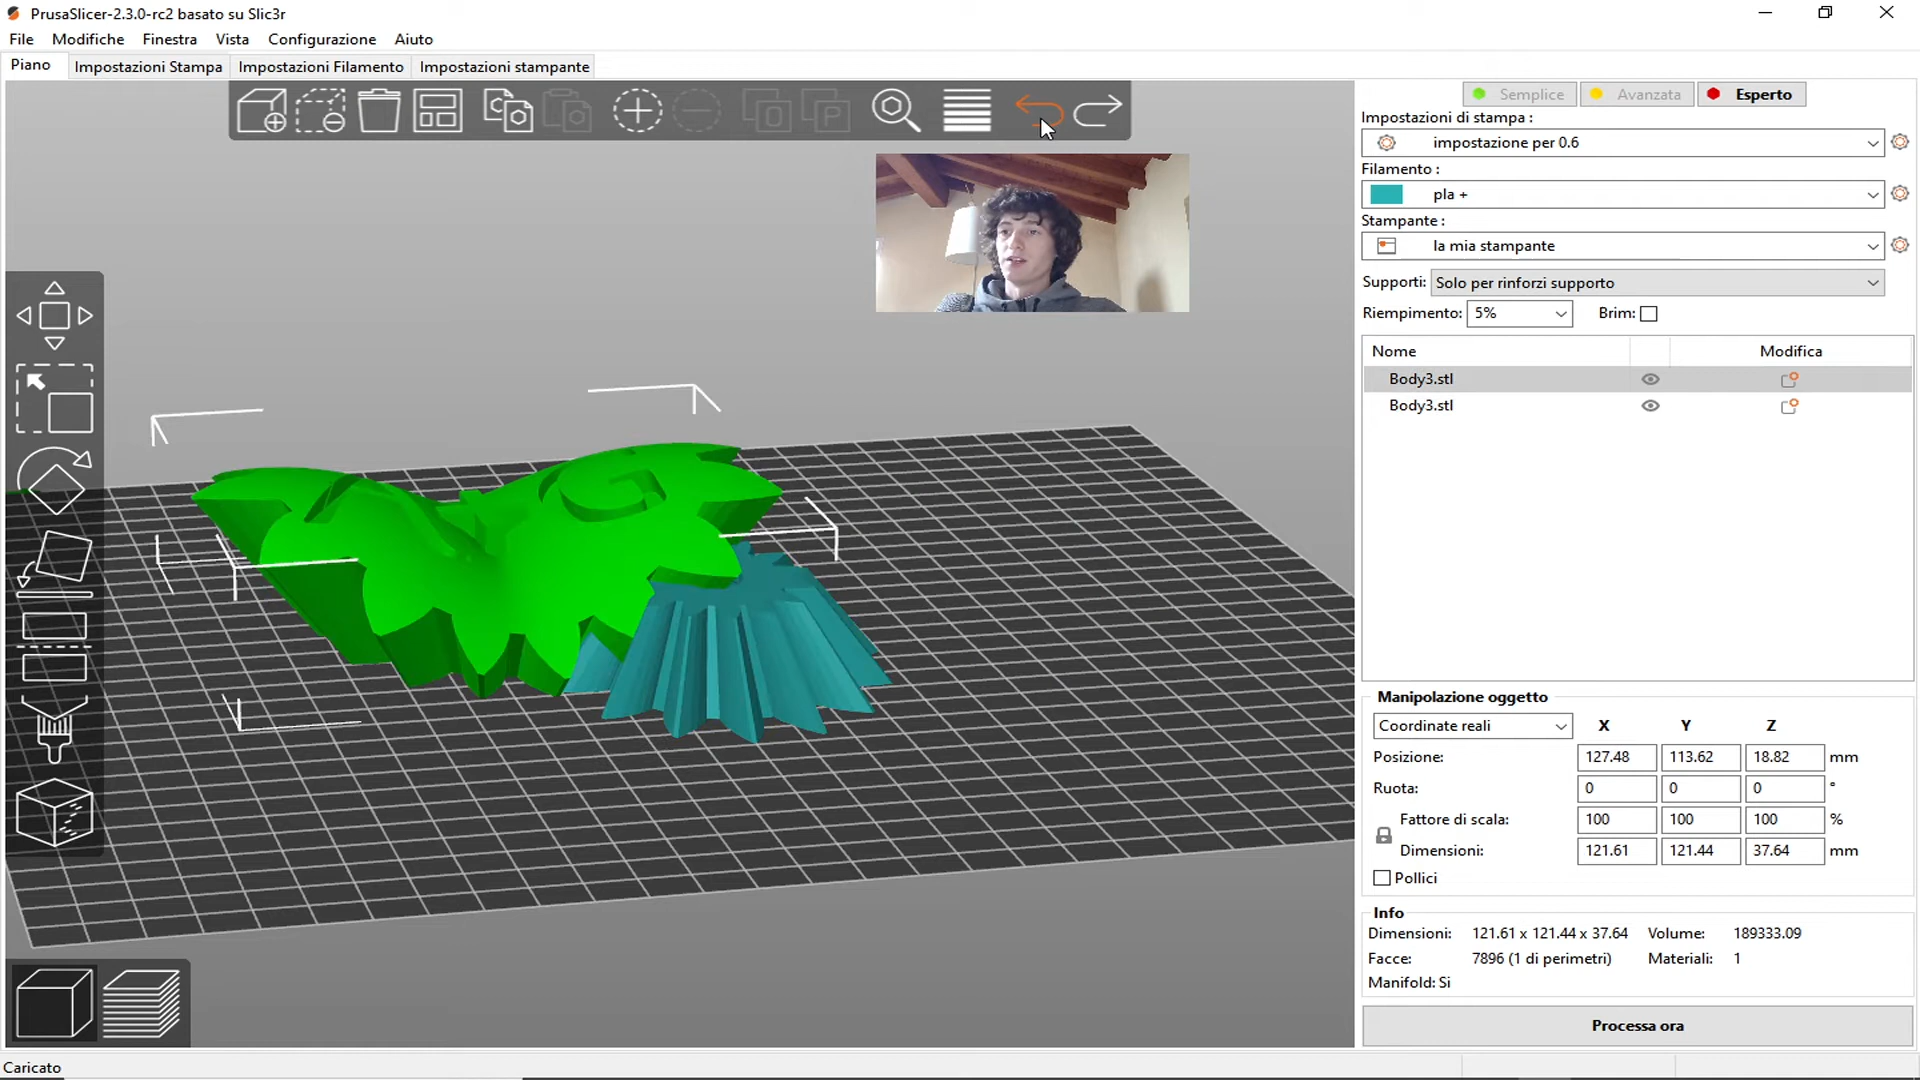 PrusaSlicer-2.3.0-rc2 basato su Slic3r
File Modifiche Finestra Vista Configurazione Aiuto
Piano Impostazioni Stampa Impostazioni Filamento Impostazioni stampante
Semplice Avanzata Esperto
Impostazioni di stampa :
impostazione per 0.6
Filamento :
pla +
Stampante :
la mia stampante
Supporti: Solo per rinforzi supporto
Riempimento: 5% Brim:
Nome Modifica
Body3.stl
Body3.stl
Manipolazione oggetto
Coordinate reali X Y Z
Posizione: 127.48 113.62 18.82 mm
Ruota: 0 0 0 °
Fattore di scala: 100 100 100 %
Dimensioni: 121.61 121.44 37.64 mm
Pollici
Info
Dimensioni: 121.61 x 121.44 x 37.64 Volume: 189333.09
Facce: 7896 (1 di perimetri) Materiali: 1
Manifold: Si
Processa ora
Caricato